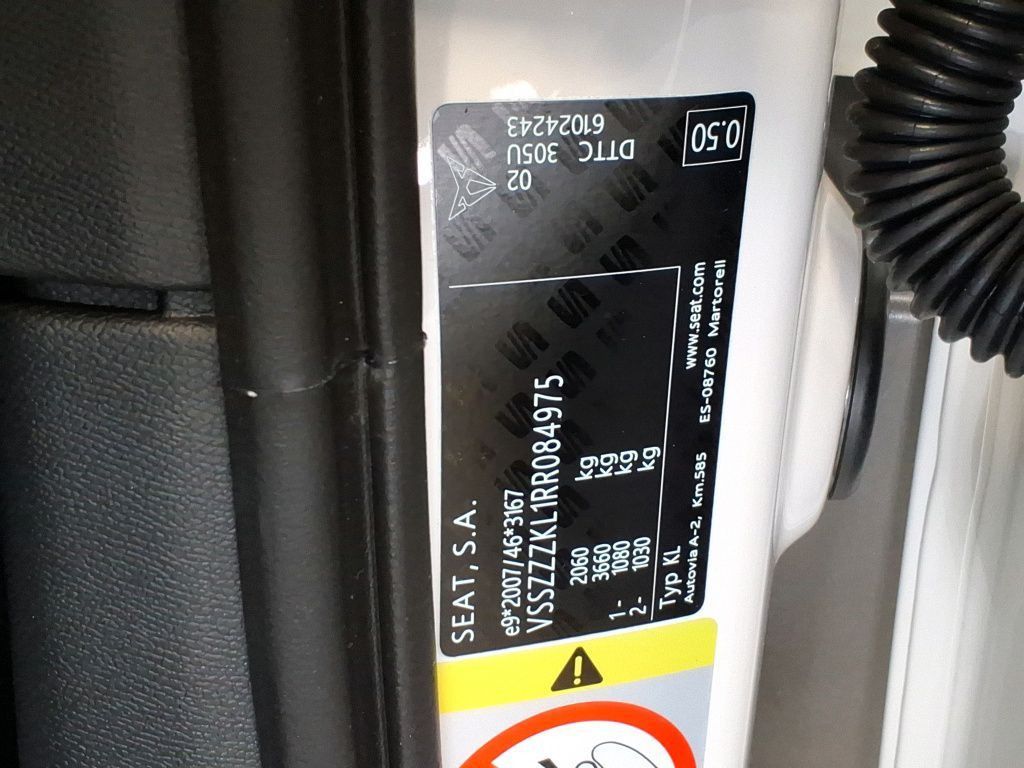 SEAT, S.A.
e9*2007/46*3167
VSSZZZKL1RR084975
2060 kg
3660 kg
1- 1080 kg
2- 1030 kg
Typ KL
Autovia A-2, Km.585
www.seat.com
ES-08760 Martorell
02
DTTC 305U
61024243
0.50